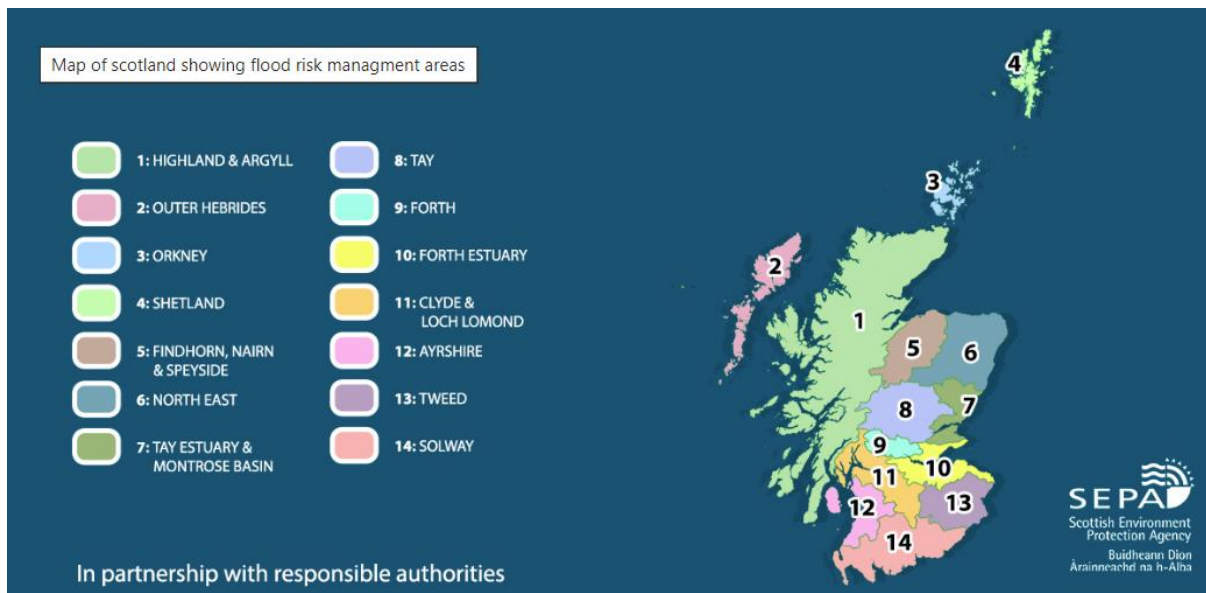 Map of scotland showing flood risk managment areas
1: HIGHLAND & ARGYLL
2: OUTER HEBRIDES
3: ORKNEY
4: SHETLAND
5: FINDHORN, NAIRN
& SPEYSIDE
6: NORTH EAST
7: TAY ESTUARY &
MONTROSE BASIN
8: TAY
9: FORTH
10: FORTH ESTUARY
11: CLYDE &
LOCH LOMOND
12: AYRSHIRE
13: TWEED
14: SOLWAY
In partnership with responsible authorities
4
3
2
1
5
6
8
7
9
10
11
12
13
14
SEPA
Scottish Environment
Protection Agency
Buidheann Dìon
Àrainneachd na h-Alba